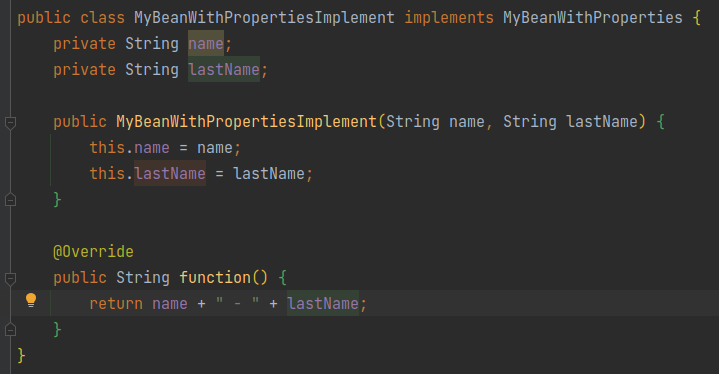 public class MyBeanWithPropertiesImplement implements MyBeanWithProperties {
    private String name;
    private String lastName;

    public MyBeanWithPropertiesImplement(String name, String lastName) {
        this.name = name;
        this.lastName = lastName;
    }

    @Override
    public String function() {
        return name + " - " + lastName;
    }
}